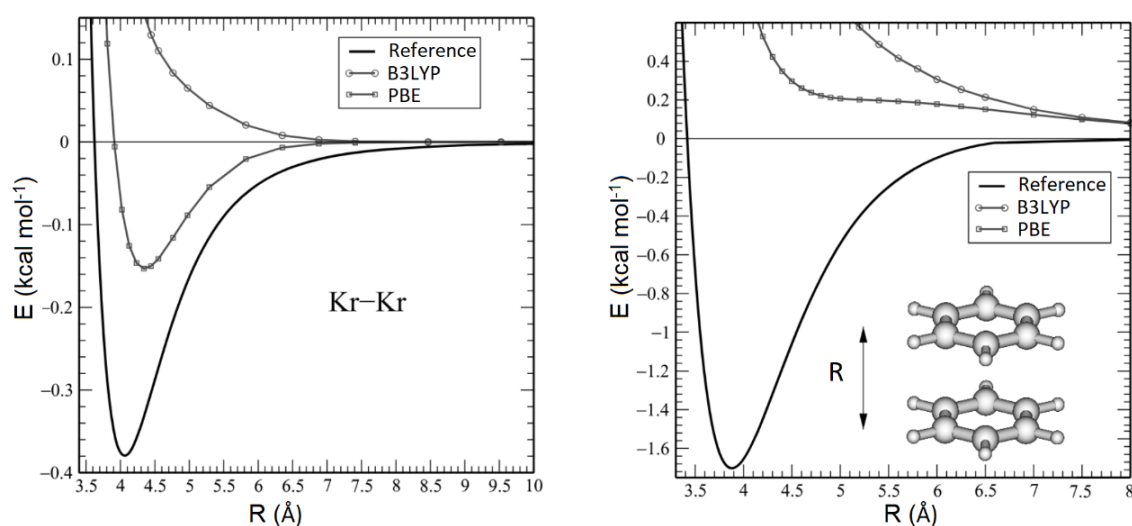 0.1
0
−0.1
−0.2
−0.3
−0.4
E (kcal mol⁻¹)
Reference
B3LYP
PBE
Kr−Kr
3.5 4 4.5 5 5.5 6 6.5 7 7.5 8 8.5 9 9.5 10
R (Å)
0.4
0.2
0
−0.2
−0.4
−0.6
−0.8
−1
−1.2
−1.4
−1.6
E (kcal mol⁻¹)
Reference
B3LYP
PBE
R
3.5 4 4.5 5 5.5 6 6.5 7 7.5 8
R (Å)